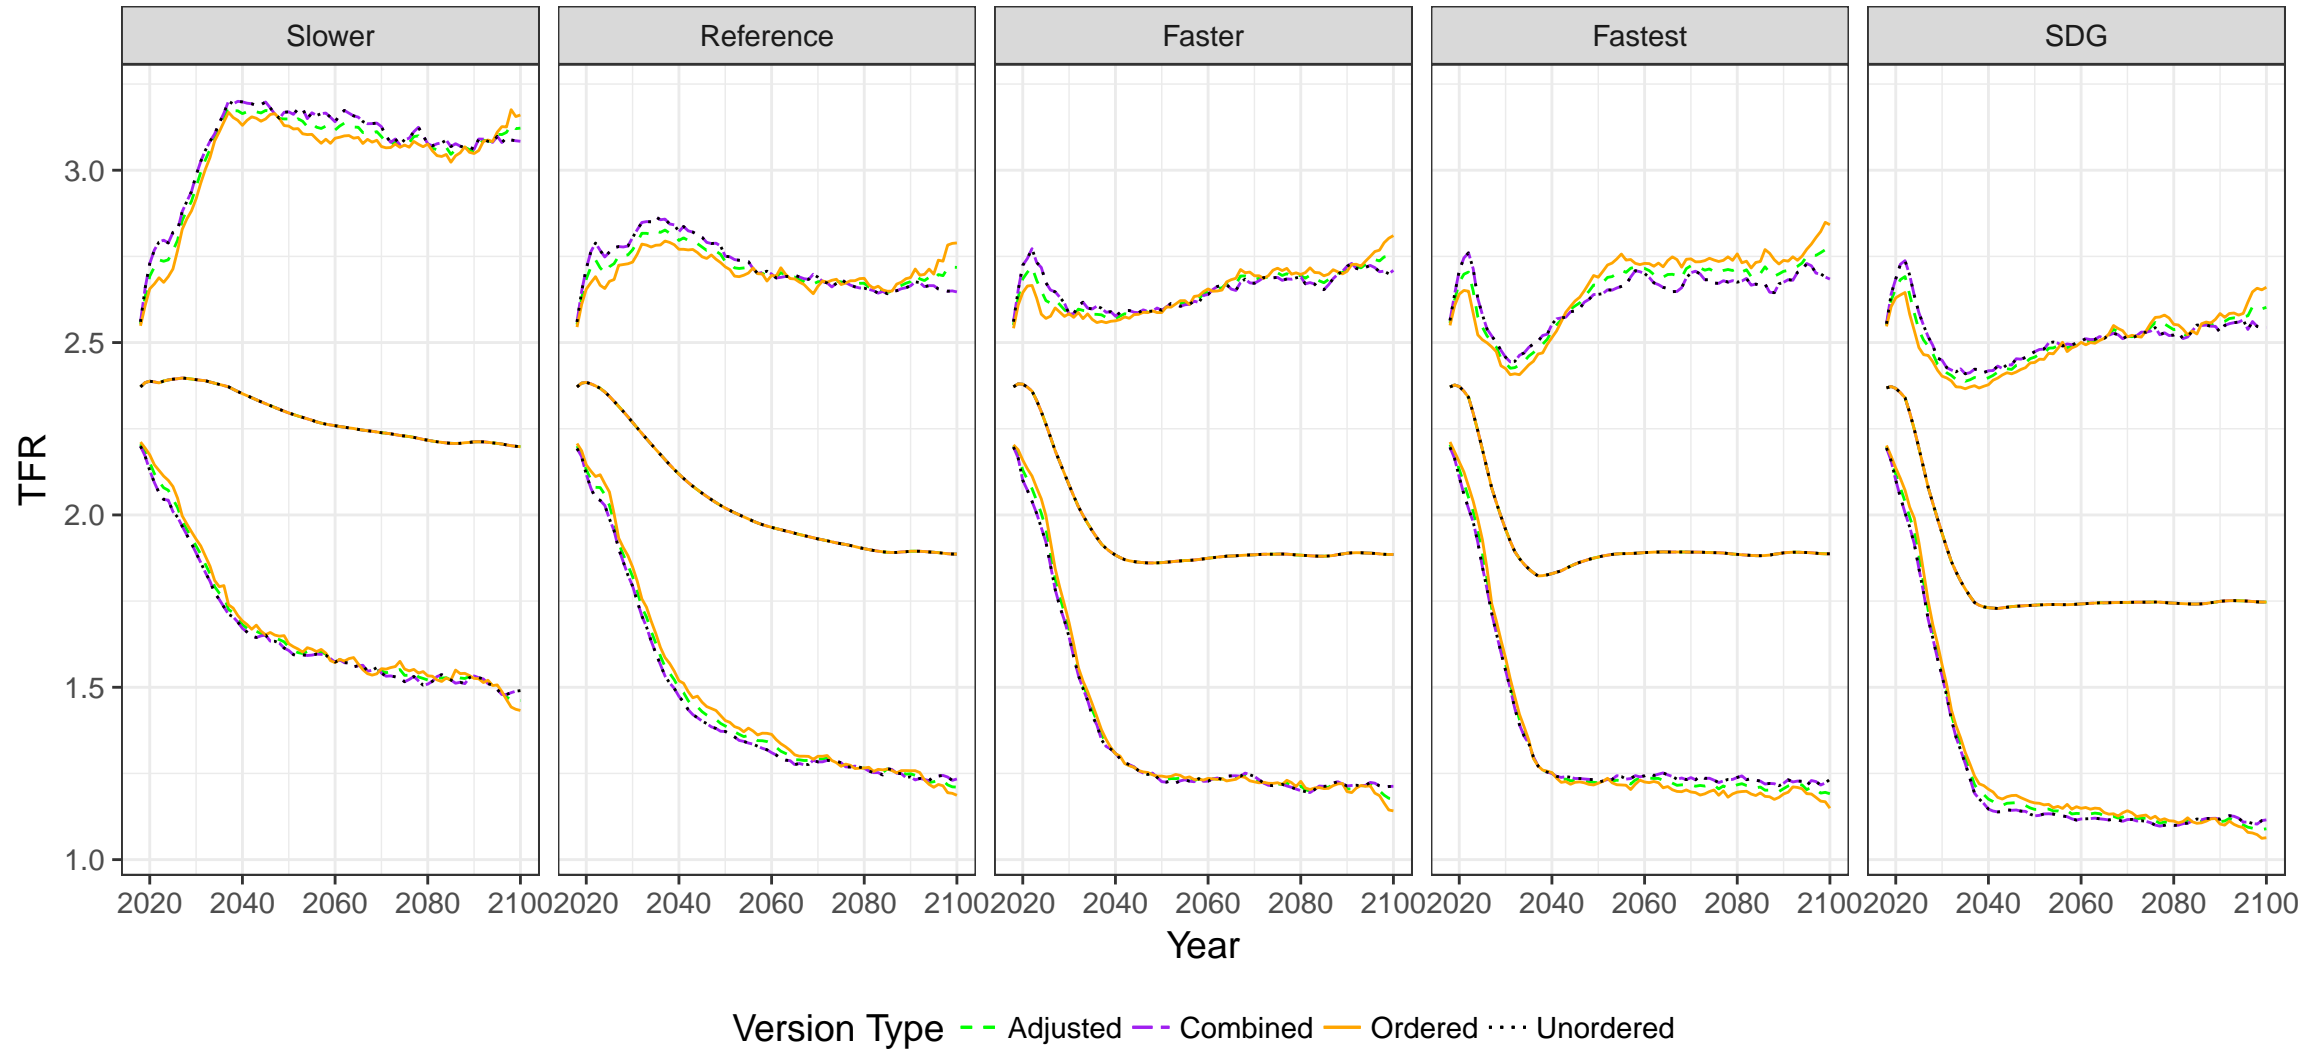 Slower Reference Faster Fastest SDG
TFR
3.0
2.5
2.0
1.5
1.0
2020 2040 2060 2080 2100 2020 2040 2060 2080 2100 2020 2040 2060 2080 2100 2020 2040 2060 2080 2100 2020 2040 2060 2080 2100
Year
Version Type Adjusted Combined Ordered Unordered